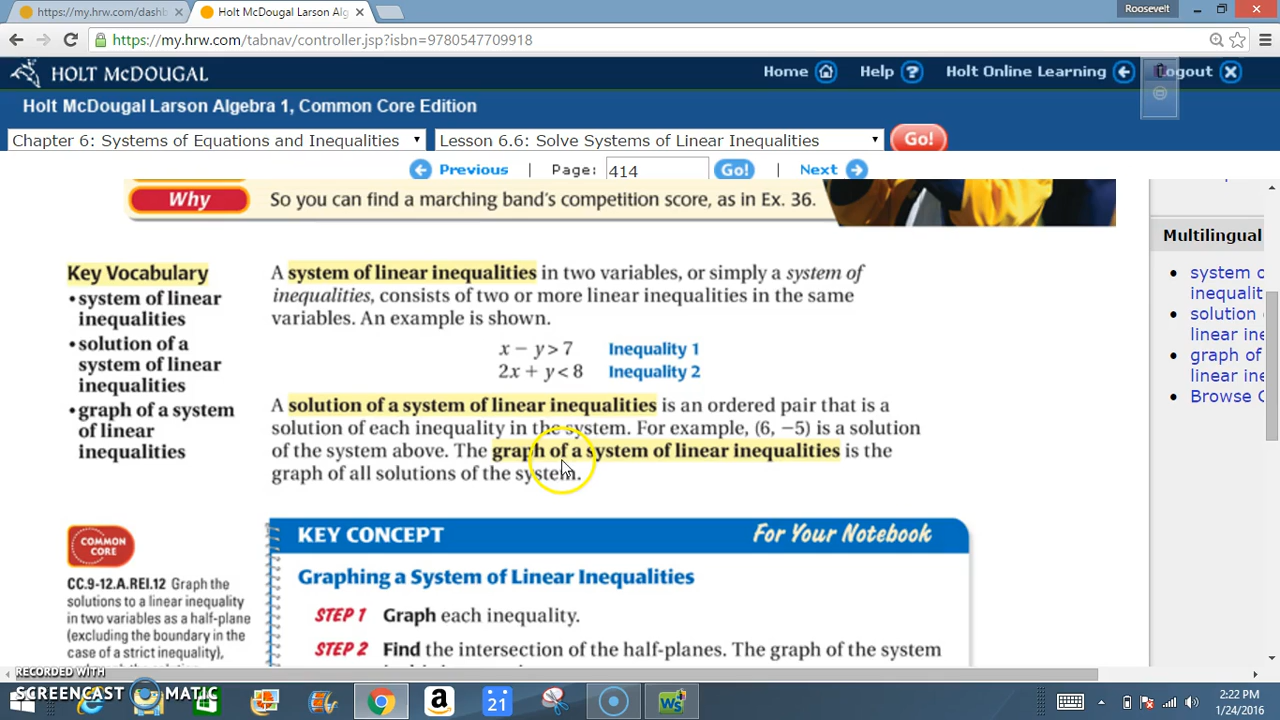 https://my.hrw.com/dashb
Holt McDougal Larson Alg
Roosevelt
https://my.hrw.com/tabnav/controller.jsp?isbn=9780547709918
HOLT McDOUGAL
Home
Help ?
Holt Online Learning
Logout
Holt McDougal Larson Algebra 1, Common Core Edition
Chapter 6: Systems of Equations and Inequalities
Lesson 6.6: Solve Systems of Linear Inequalities
Go!
Previous | Page: 414 Go! | Next
Why
So you can find a marching band's competition score, as in Ex. 36.
Multilingual
system o
inequalit
solution
linear ine
graph of
linear ine
Browse C
Key Vocabulary
• system of linear
inequalities
• solution of a
system of linear
inequalities
• graph of a system
of linear
inequalities
A system of linear inequalities in two variables, or simply a system of
inequalities, consists of two or more linear inequalities in the same
variables. An example is shown.
x − y > 7 Inequality 1
2x + y < 8 Inequality 2
A solution of a system of linear inequalities is an ordered pair that is a
solution of each inequality in the system. For example, (6, −5) is a solution
of the system above. The graph of a system of linear inequalities is the
graph of all solutions of the system.
COMMON
CORE
CC.9-12.A.REI.12 Graph the
solutions to a linear inequality
in two variables as a half-plane
(excluding the boundary in the
case of a strict inequality),
KEY CONCEPT
For Your Notebook
Graphing a System of Linear Inequalities
STEP 1 Graph each inequality.
STEP 2 Find the intersection of the half-planes. The graph of the system
RECORDED WITH
SCREENCAST MATIC
21
2:22 PM
1/24/2016